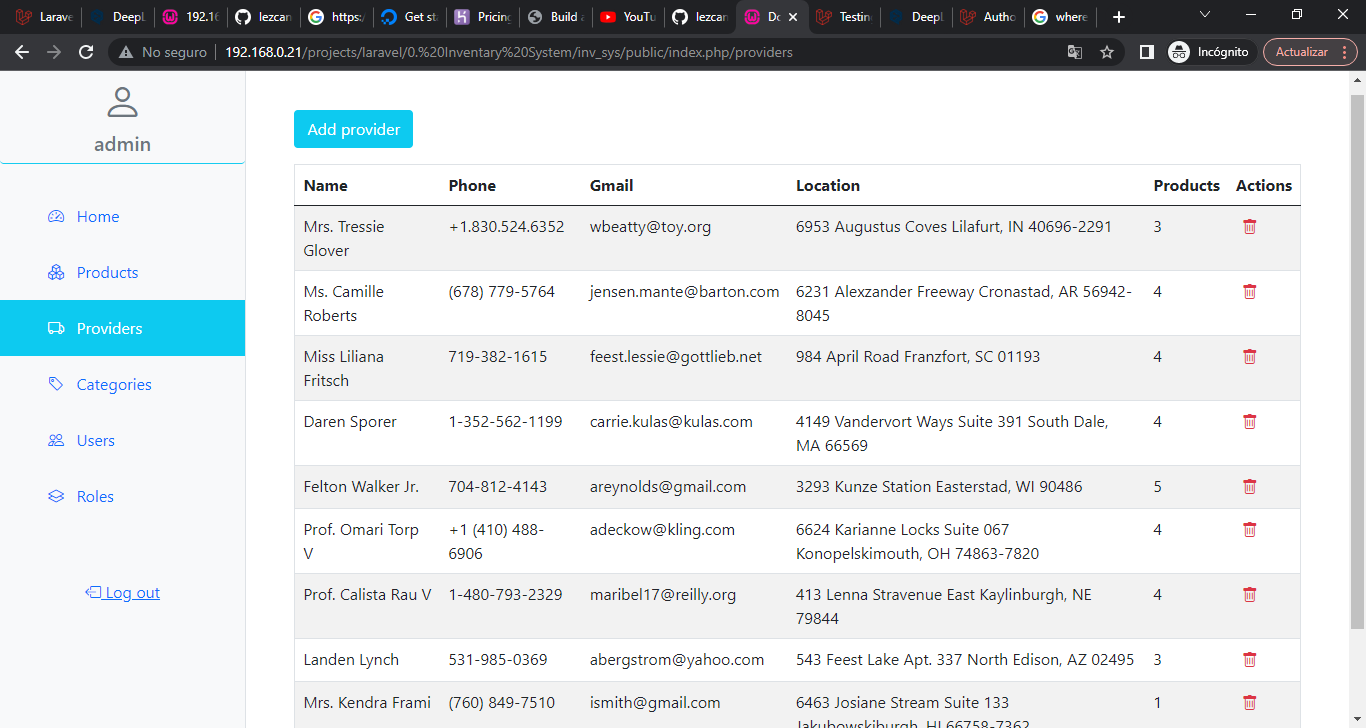 Larave
DeepL
192.16
lezcan
https:/
Get sta
Pricing
Build a
YouTu
lezcan
Do
Testin
DeepL
Autho
where
No seguro
192.168.0.21/projects/laravel/0.%20Inventary%20System/inv_sys/public/index.php/providers
Incógnito
Actualizar
admin
Home
Products
Providers
Categories
Users
Roles
Log out
Add provider
Name Phone Gmail Location Products Actions
Mrs. Tressie +1.830.524.6352 wbeatty@toy.org 6953 Augustus Coves Lilafurt, IN 40696-2291 3
Glover
Ms. Camille (678) 779-5764 jensen.mante@barton.com 6231 Alexzander Freeway Cronastad, AR 56942- 4
Roberts 8045
Miss Liliana 719-382-1615 feest.lessie@gottlieb.net 984 April Road Franzfort, SC 01193 4
Fritsch
Daren Sporer 1-352-562-1199 carrie.kulas@kulas.com 4149 Vandervort Ways Suite 391 South Dale, 4
MA 66569
Felton Walker Jr. 704-812-4143 areynolds@gmail.com 3293 Kunze Station Easterstad, WI 90486 5
Prof. Omari Torp +1 (410) 488- adeckow@kling.com 6624 Karianne Locks Suite 067 4
V 6906 Konopelskimouth, OH 74863-7820
Prof. Calista Rau V 1-480-793-2329 maribel17@reilly.org 413 Lenna Stravenue East Kaylinburgh, NE 4
79844
Landen Lynch 531-985-0369 abergstrom@yahoo.com 543 Feest Lake Apt. 337 North Edison, AZ 02495 3
Mrs. Kendra Frami (760) 849-7510 ismith@gmail.com 6463 Josiane Stream Suite 133 1
Jakubowskiburgh, HI 66758-7362